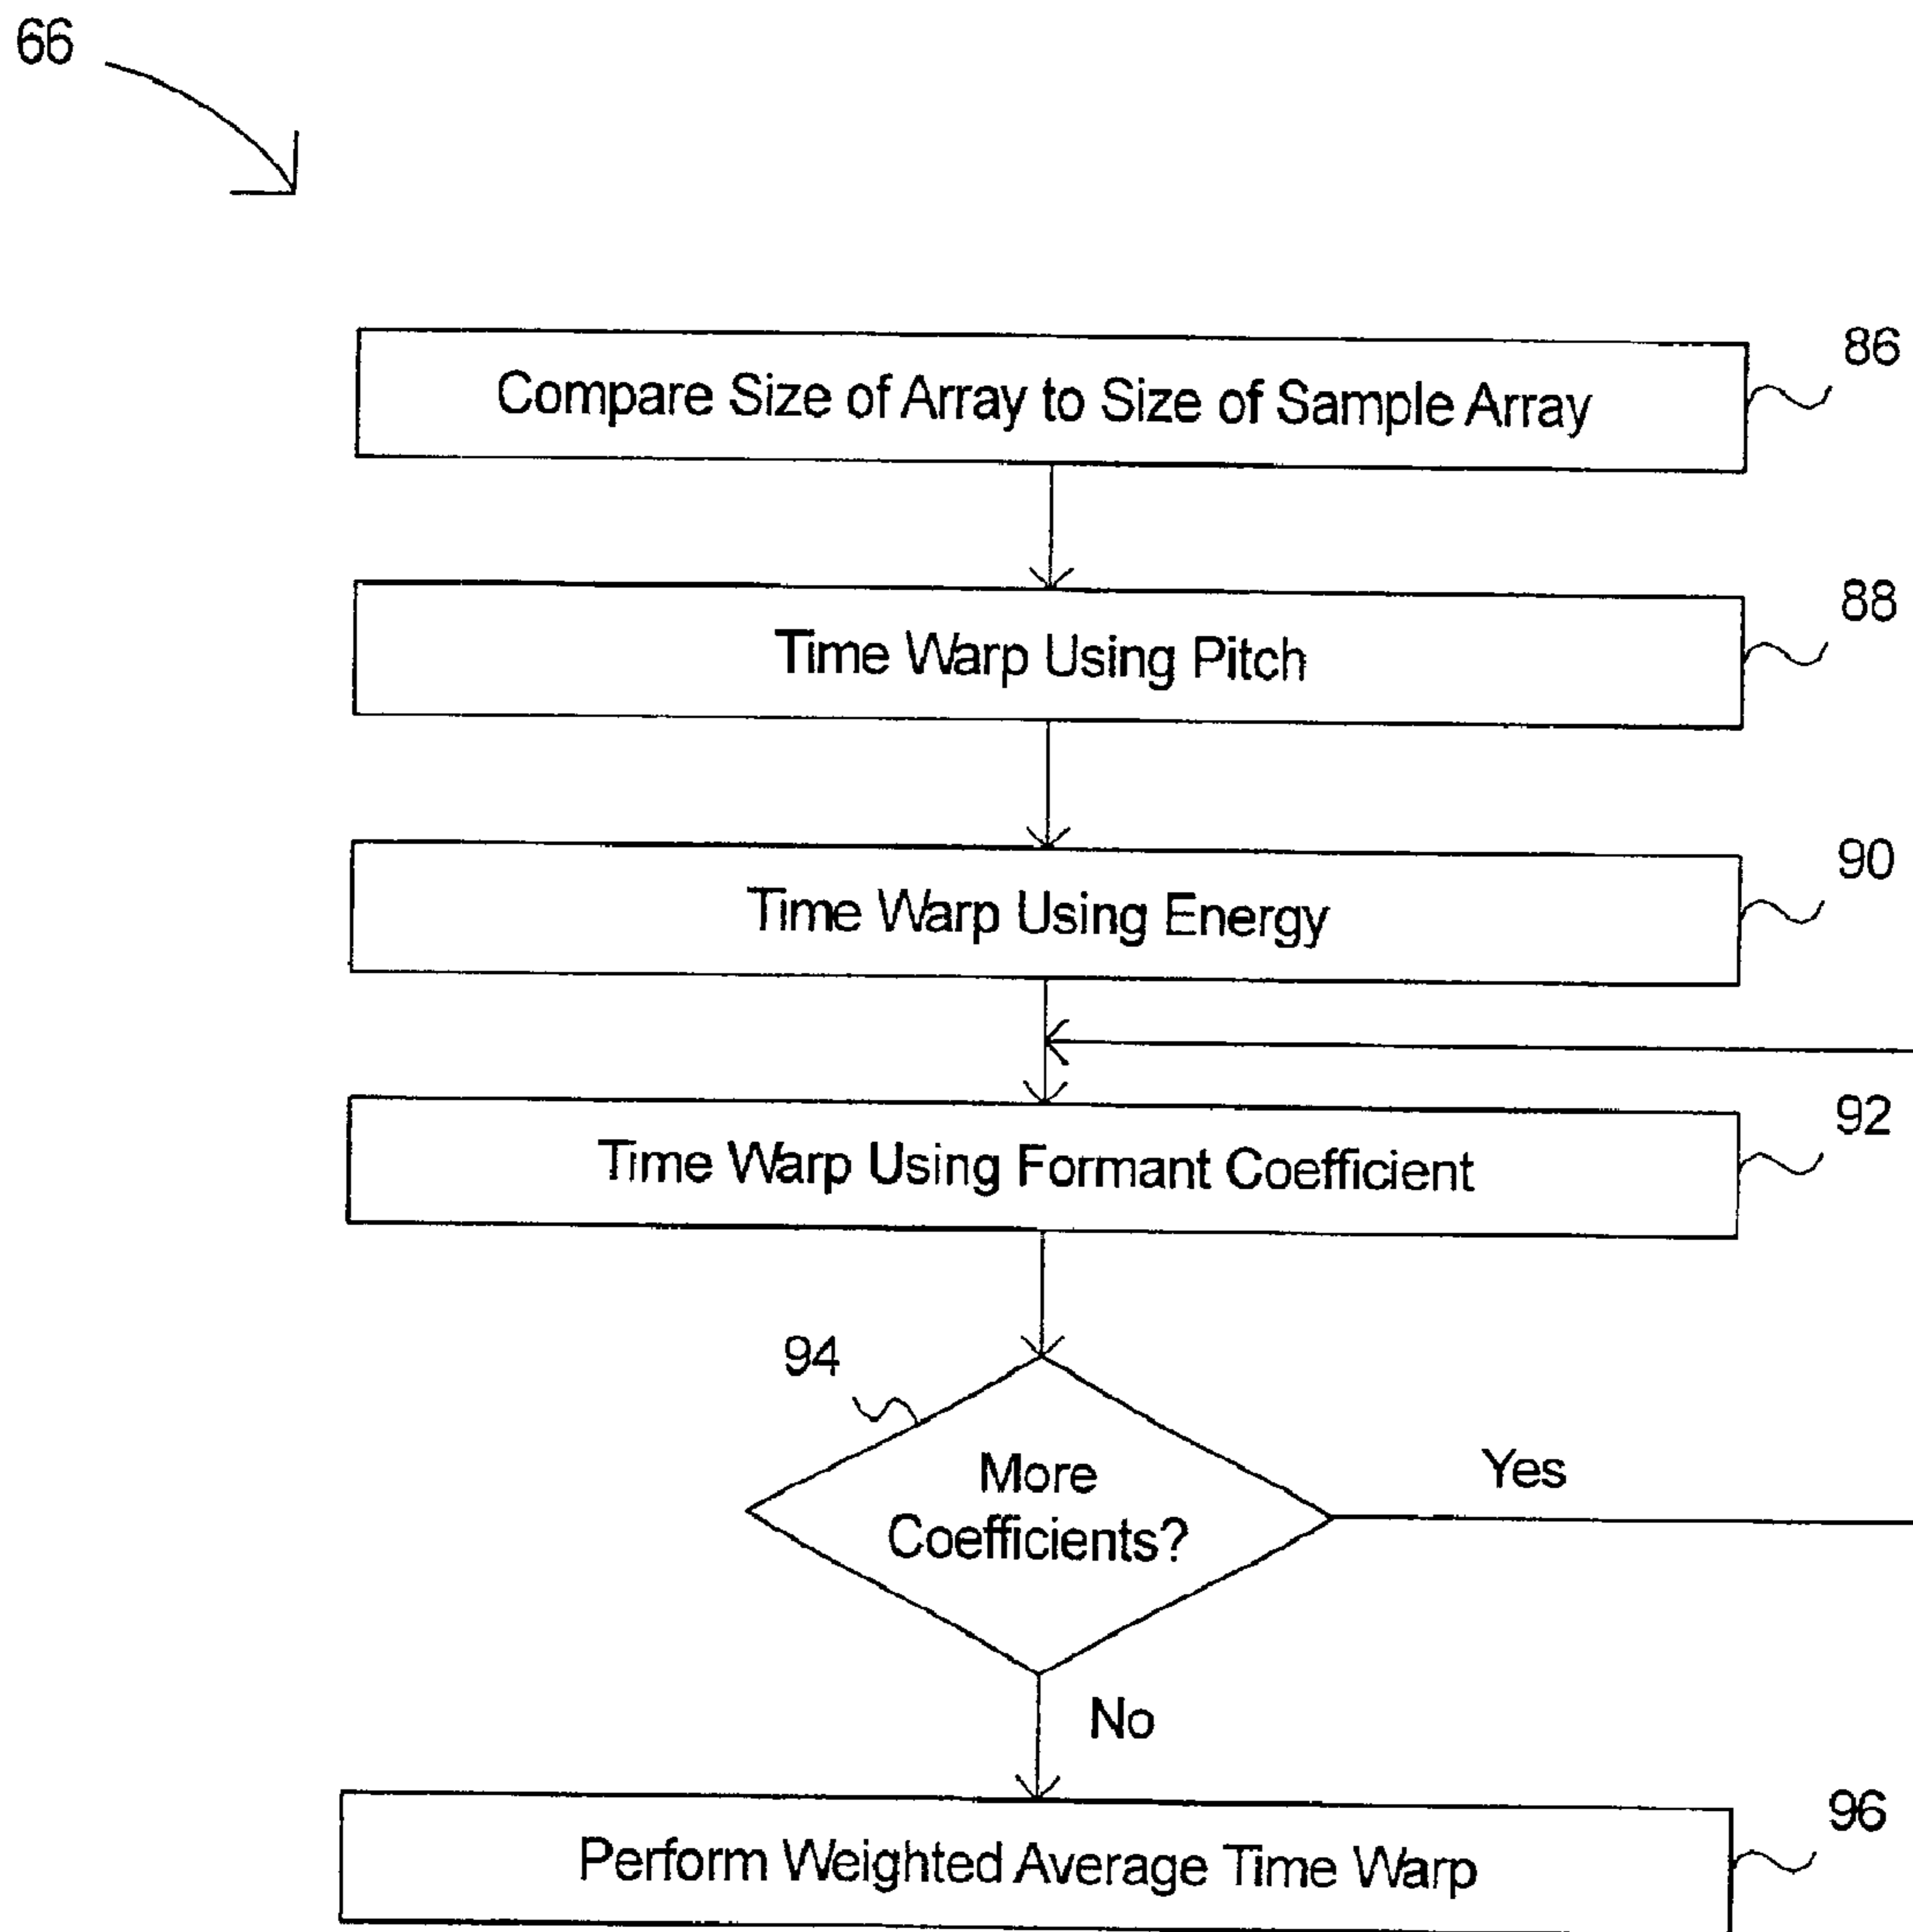 66
Compare Size of Array to Size of Sample Array
86
Time Warp Using Pitch
88
Time Warp Using Energy
90
Time Warp Using Formant Coefficient
92
94
More
Coefficients?
Yes
No
Perform Weighted Average Time Warp
96